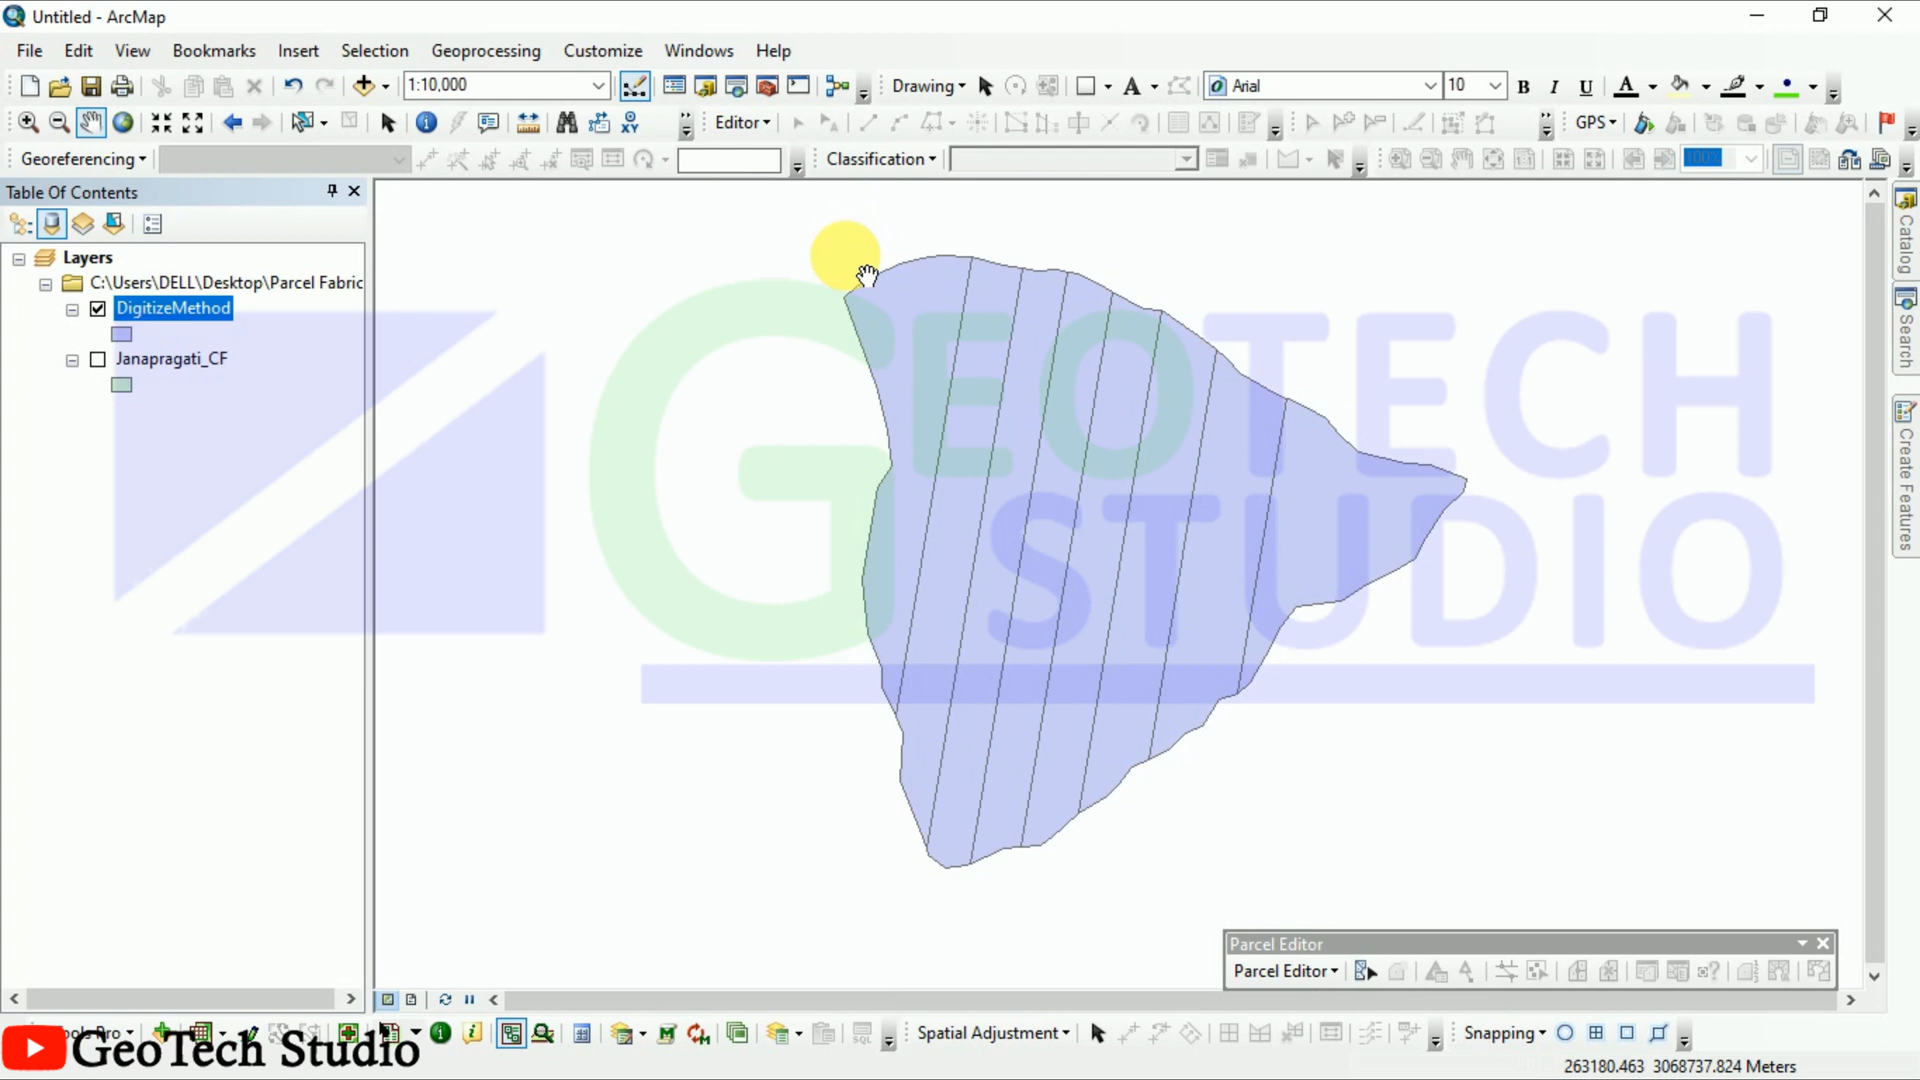 Untitled - ArcMap
File Edit View Bookmarks Insert Selection Geoprocessing Customize Windows Help
1:10,000 Drawing Arial 10 B I U A
Editor GPS
Georeferencing Classification 100%
Table Of Contents
Layers
C:\Users\DELL\Desktop\Parcel Fabric
DigitizeMethod
Janapragati_CF
GEOTECH
STUDIO
Catalog
Search
Create Features
Parcel Editor
Parcel Editor
Spatial Adjustment Snapping
GeoTech Studio
263180.463 3068737.824 Meters